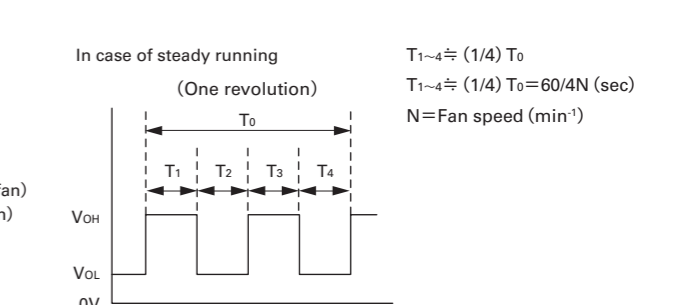 In case of steady running
(One revolution)
T0
T1 T2 T3 T4
fan)
n)
VOH
VOL
0V
T1~4≒ (1/4) T0
T1~4≒ (1/4) T0=60/4N (sec)
N=Fan speed (min-1)